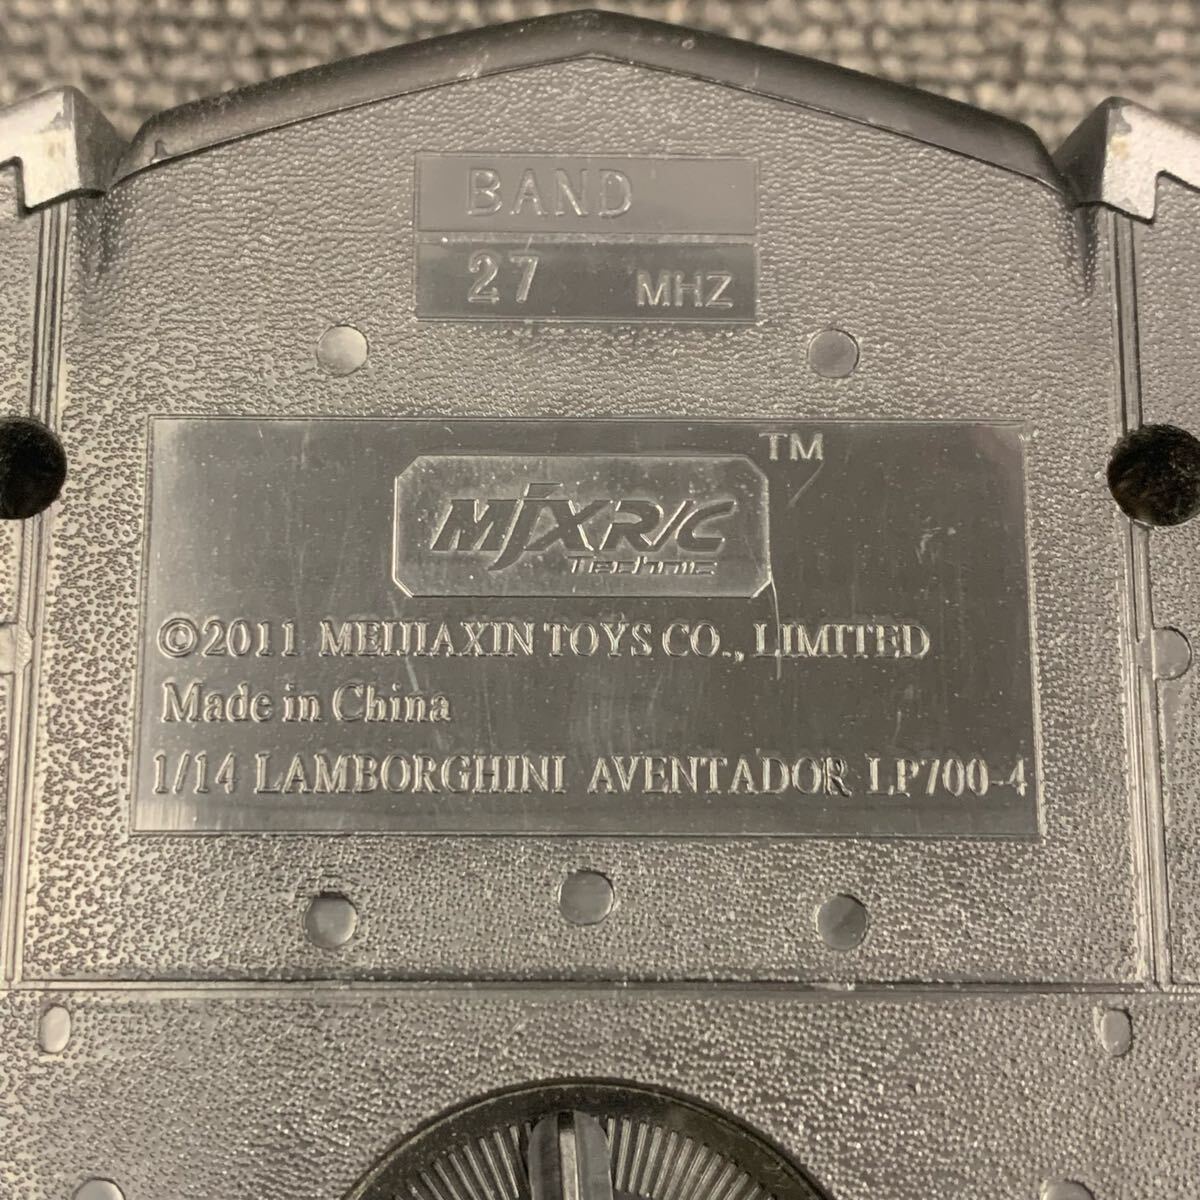 BAND
27 MHZ
TM
MJXR/C
Technic
©2011 MEIJIAXIN TOYS CO., LIMITED
Made in China
1/14 LAMBORGHINI AVENTADOR LP700-4